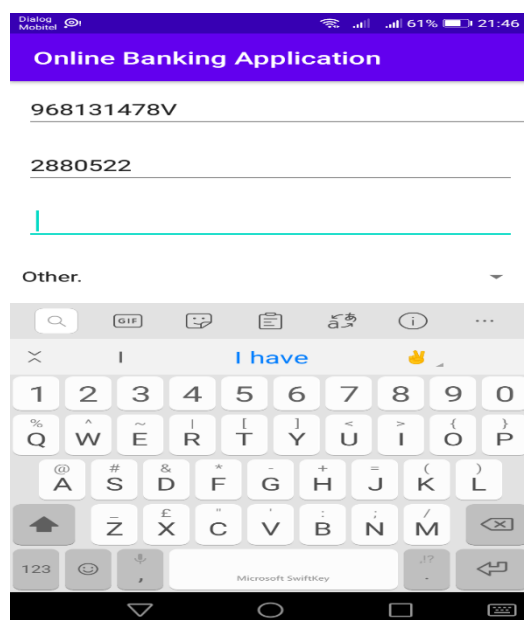 Dialog
Mobitel 61% 21:46
Online Banking Application
968131478V
2880522
Other.
GIF
I I have
1 2 3 4 5 6 7 8 9 0
% ^ ~ | [ ] < > { }
Q W E R T Y U I O P
@ # & * - + = ( )
A S D F G H J K L
_ £ " ' : ; /
Z X C V B N M
123 , Microsoft SwiftKey .
,!?